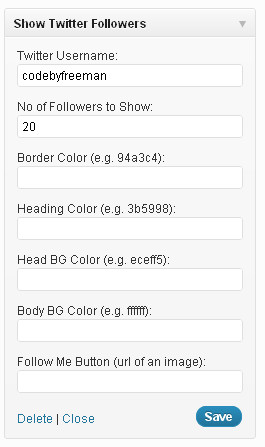 Show Twitter Followers
Twitter Username:
codebyfreeman
No of Followers to Show:
20
Border Color (e.g. 94a3c4):
Heading Color (e.g. 3b5998):
Head BG Color (e.g. eceff5):
Body BG Color (e.g. ffffff):
Follow Me Button (url of an image):
Delete | Close Save